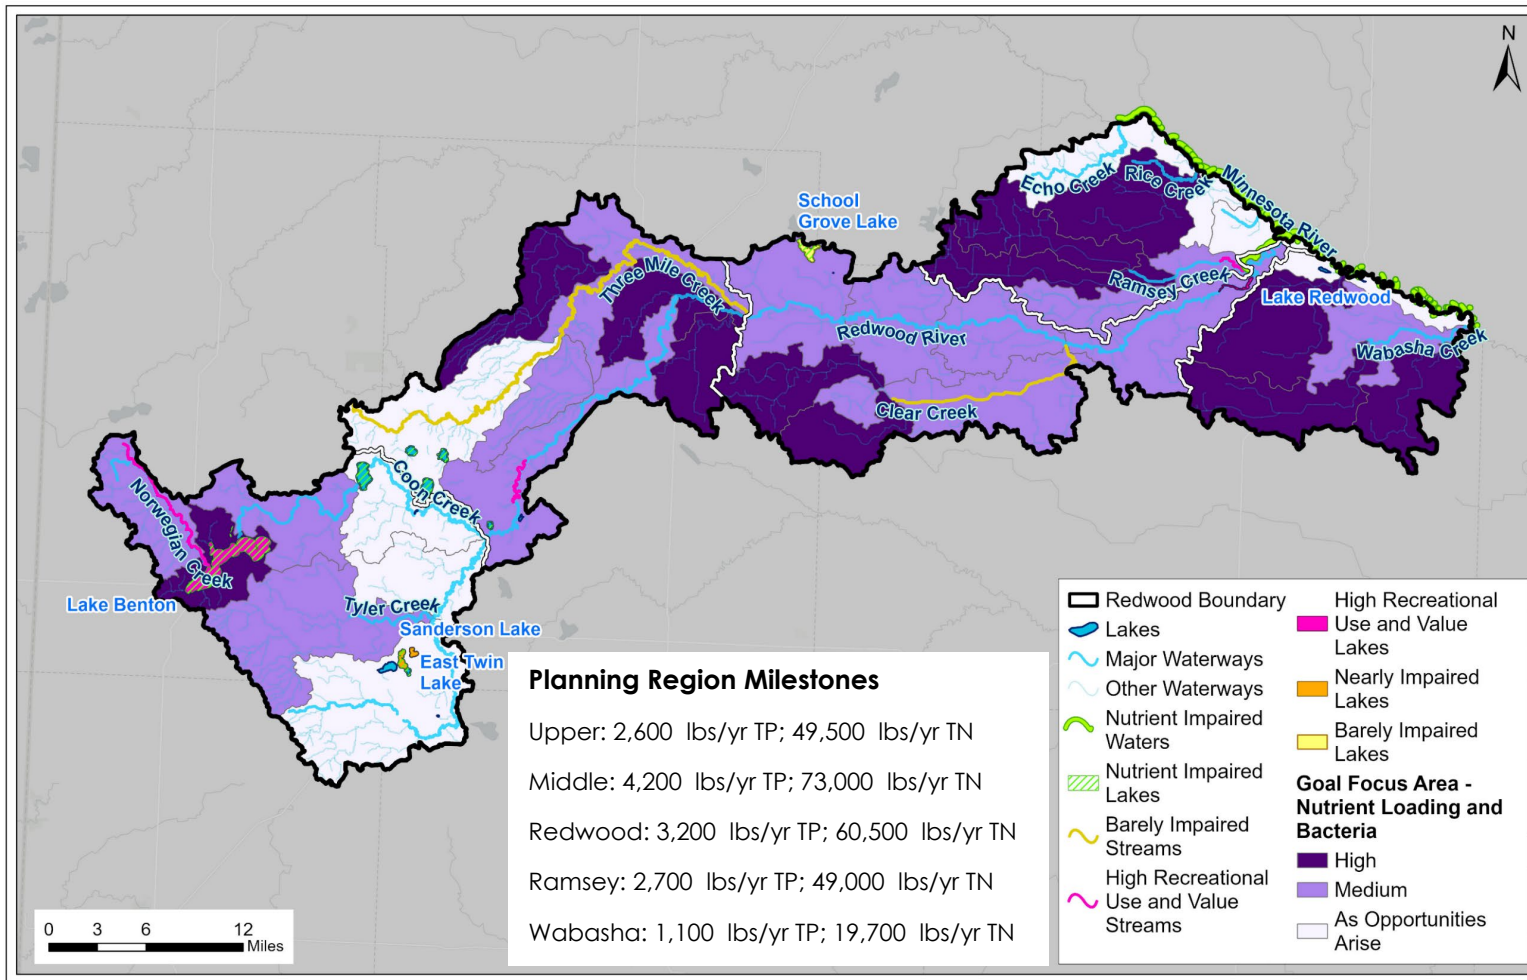 N
Echo Creek
Rice Creek
Minnesota River
School
Grove Lake
Three Mile Creek
Ramsey Creek
Lake Redwood
Redwood River
Wabasha Creek
Clear Creek
Coon Creek
Norwegian Creek
Lake Benton
Tyler Creek
Sanderson Lake
East Twin
Lake
Planning Region Milestones
Upper: 2,600 lbs/yr TP; 49,500 lbs/yr TN
Middle: 4,200 lbs/yr TP; 73,000 lbs/yr TN
Redwood: 3,200 lbs/yr TP; 60,500 lbs/yr TN
Ramsey: 2,700 lbs/yr TP; 49,000 lbs/yr TN
Wabasha: 1,100 lbs/yr TP; 19,700 lbs/yr TN
Redwood Boundary
Lakes
Major Waterways
Other Waterways
Nutrient Impaired
Waters
Nutrient Impaired
Lakes
Barely Impaired
Streams
High Recreational
Use and Value
Streams
High Recreational
Use and Value
Lakes
Nearly Impaired
Lakes
Barely Impaired
Lakes
Goal Focus Area -
Nutrient Loading and
Bacteria
High
Medium
As Opportunities
Arise
0 3 6 12
Miles